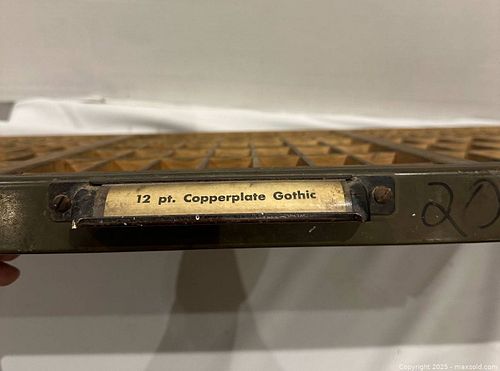 12 pt. Copperplate Gothic
20
Copyright 2025 - maxsold.com